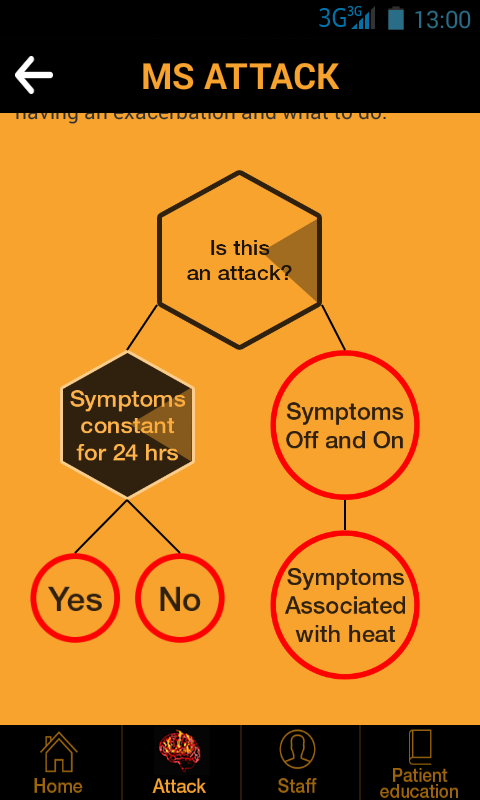 3G 3G 13:00
MS ATTACK
having an exacerbation and what to do.
Is this
an attack?
Symptoms
constant
for 24 hrs
Symptoms
Off and On
Yes
No
Symptoms
Associated
with heat
Home
Attack
Staff
Patient
education